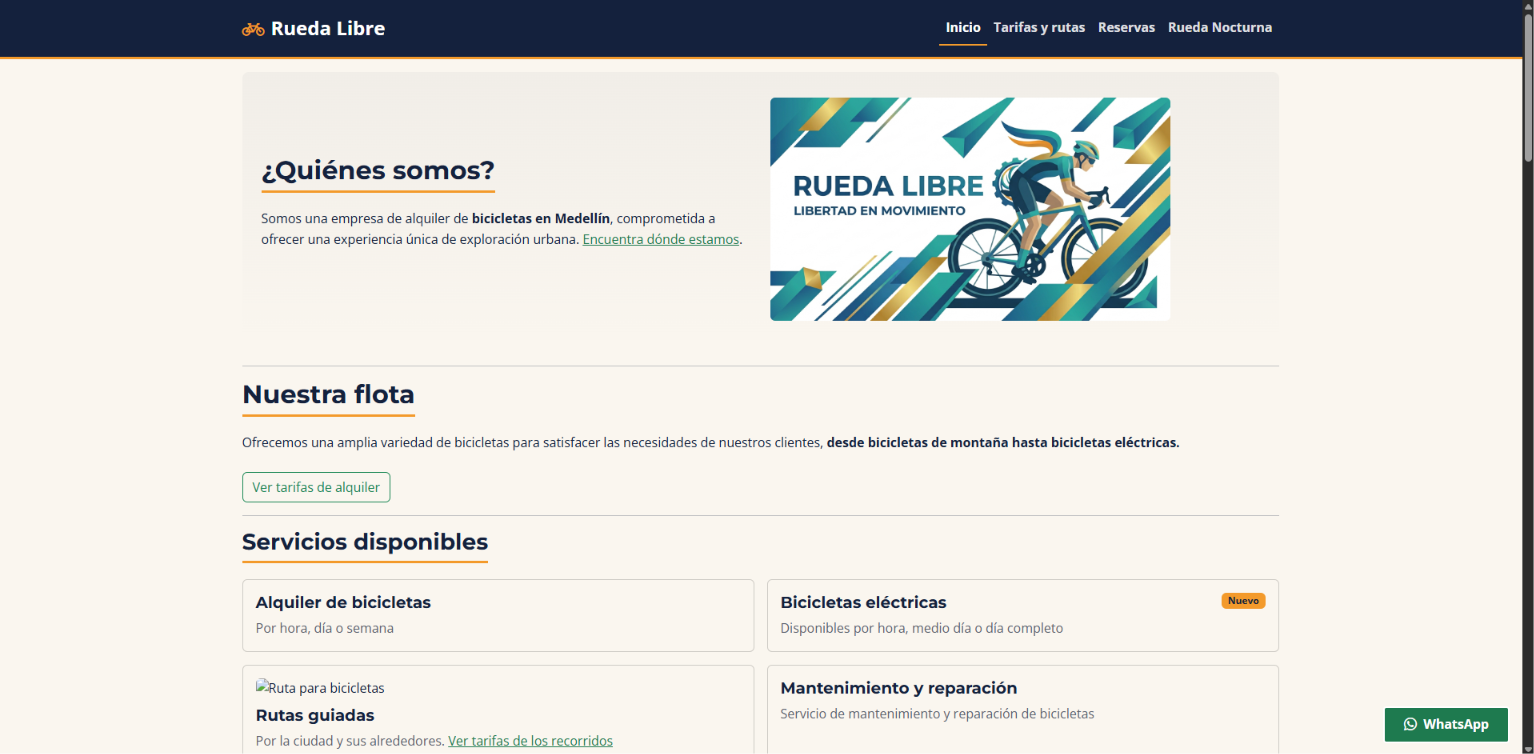 Rueda Libre
Inicio Tarifas y rutas Reservas Rueda Nocturna
¿Quiénes somos?
Somos una empresa de alquiler de bicicletas en Medellín, comprometida a
ofrecer una experiencia única de exploración urbana. Encuentra dónde estamos.
RUEDA LIBRE
LIBERTAD EN MOVIMIENTO
Nuestra flota
Ofrecemos una amplia variedad de bicicletas para satisfacer las necesidades de nuestros clientes, desde bicicletas de montaña hasta bicicletas eléctricas.
Ver tarifas de alquiler
Servicios disponibles
Alquiler de bicicletas
Por hora, día o semana
Bicicletas eléctricas
Nuevo
Disponibles por hora, medio día o día completo
Ruta para bicicletas
Rutas guiadas
Por la ciudad y sus alrededores. Ver tarifas de los recorridos
Mantenimiento y reparación
Servicio de mantenimiento y reparación de bicicletas
WhatsApp